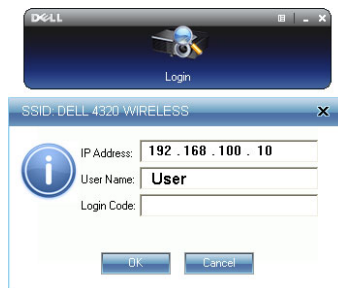 DELL
Login
SSID: DELL 4320 WIRELESS
IP Address: 192 . 168 . 100 . 10
User Name: User
Login Code:
OK Cancel